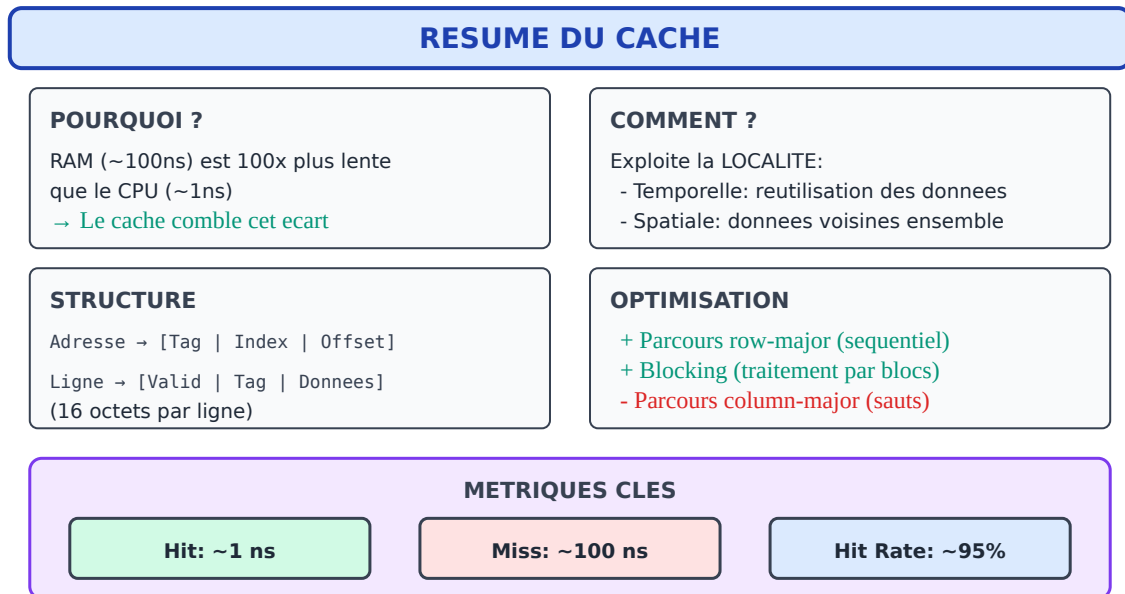 RESUME DU CACHE
POURQUOI ?
RAM (~100ns) est 100x plus lente
que le CPU (~1ns)
→ Le cache comble cet ecart
COMMENT ?
Exploite la LOCALITE:
- Temporelle: reutilisation des donnees
- Spatiale: donnees voisines ensemble
STRUCTURE
Adresse → [Tag | Index | Offset]
Ligne → [Valid | Tag | Donnees]
(16 octets par ligne)
OPTIMISATION
+ Parcours row-major (sequentiel)
+ Blocking (traitement par blocs)
- Parcours column-major (sauts)
METRIQUES CLES
Hit: ~1 ns
Miss: ~100 ns
Hit Rate: ~95%